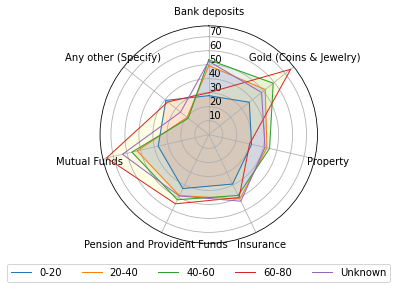 Bank deposits
70
60
50
40
30
20
10
Any other (Specify)
Gold (Coins & Jewelry)
Mutual Funds
Property
Pension and Provident Funds
Insurance
0-20
20-40
40-60
60-80
Unknown